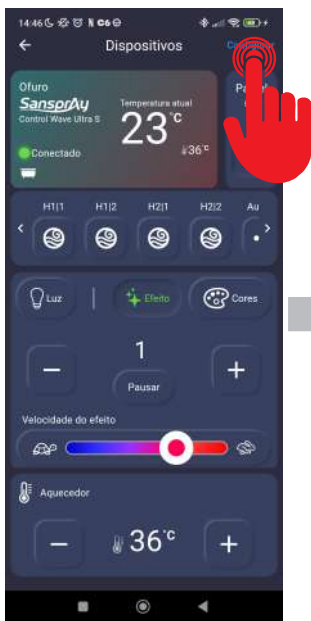 14:46
Dispositivos
Ofuro
SansprAy
Control Wave Ultra S
Temperatura atual
23°C
36°C
Conectado
H1|1 H1|2 H2|1 H2|2 Au
Luz | Efeito Cores
− 1 +
Pausar
Velocidade do efeito
Aquecedor
− 36°C +